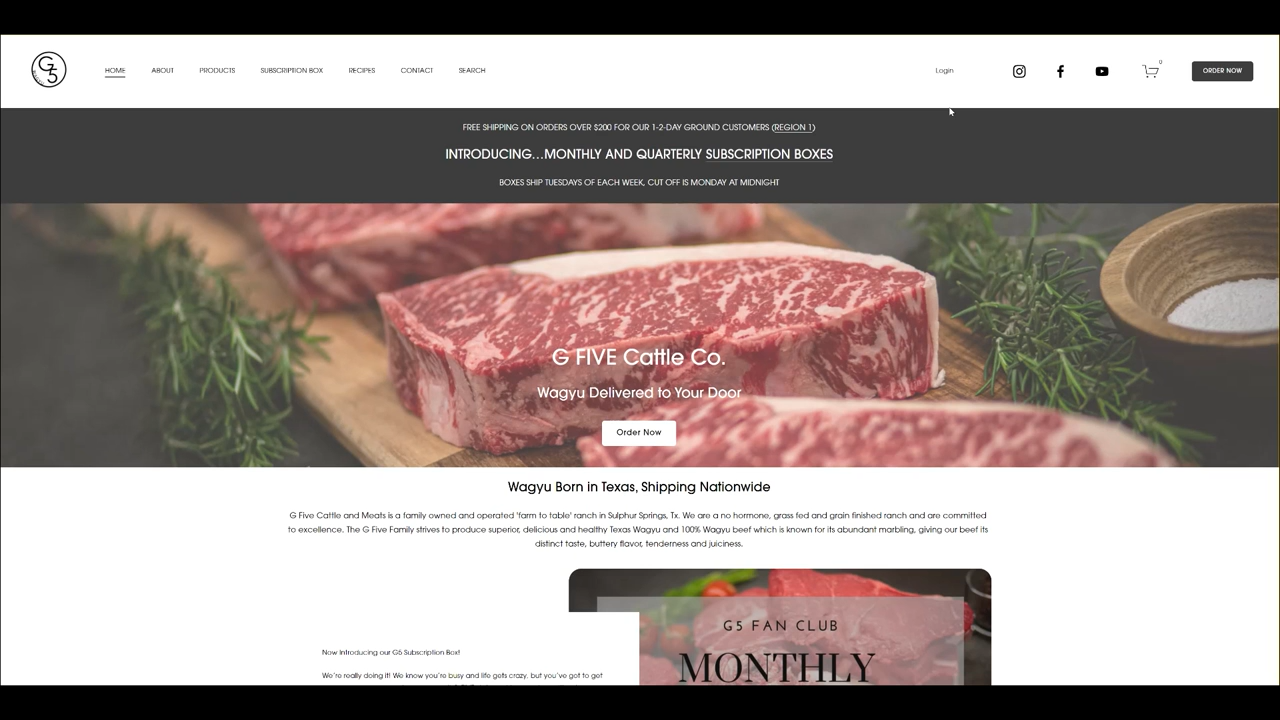 G5
HOME ABOUT PRODUCTS SUBSCRIPTION BOX RECIPES CONTACT SEARCH Login 0 ORDER NOW
FREE SHIPPING ON ORDERS OVER $200 FOR OUR 1-2-DAY GROUND CUSTOMERS (REGION 1)
INTRODUCING...MONTHLY AND QUARTERLY SUBSCRIPTION BOXES
BOXES SHIP TUESDAYS OF EACH WEEK, CUT OFF IS MONDAY AT MIDNIGHT
G FIVE Cattle Co.
Wagyu Delivered to Your Door
Order Now
Wagyu Born in Texas, Shipping Nationwide
G Five Cattle and Meats is a family owned and operated 'farm to table' ranch in Sulphur Springs, Tx. We are a no hormone, grass fed and grain finished ranch and are committed
to excellence. The G Five Family strives to produce superior, delicious and healthy Texas Wagyu and 100% Wagyu beef which is known for its abundant marbling, giving our beef its
distinct taste, buttery flavor, tenderness and juiciness.
G5 FAN CLUB
MONTHLY
Now Introducing our G5 Subscription Box!
We're really doing it! We know you're busy and life gets crazy, but you've got to get